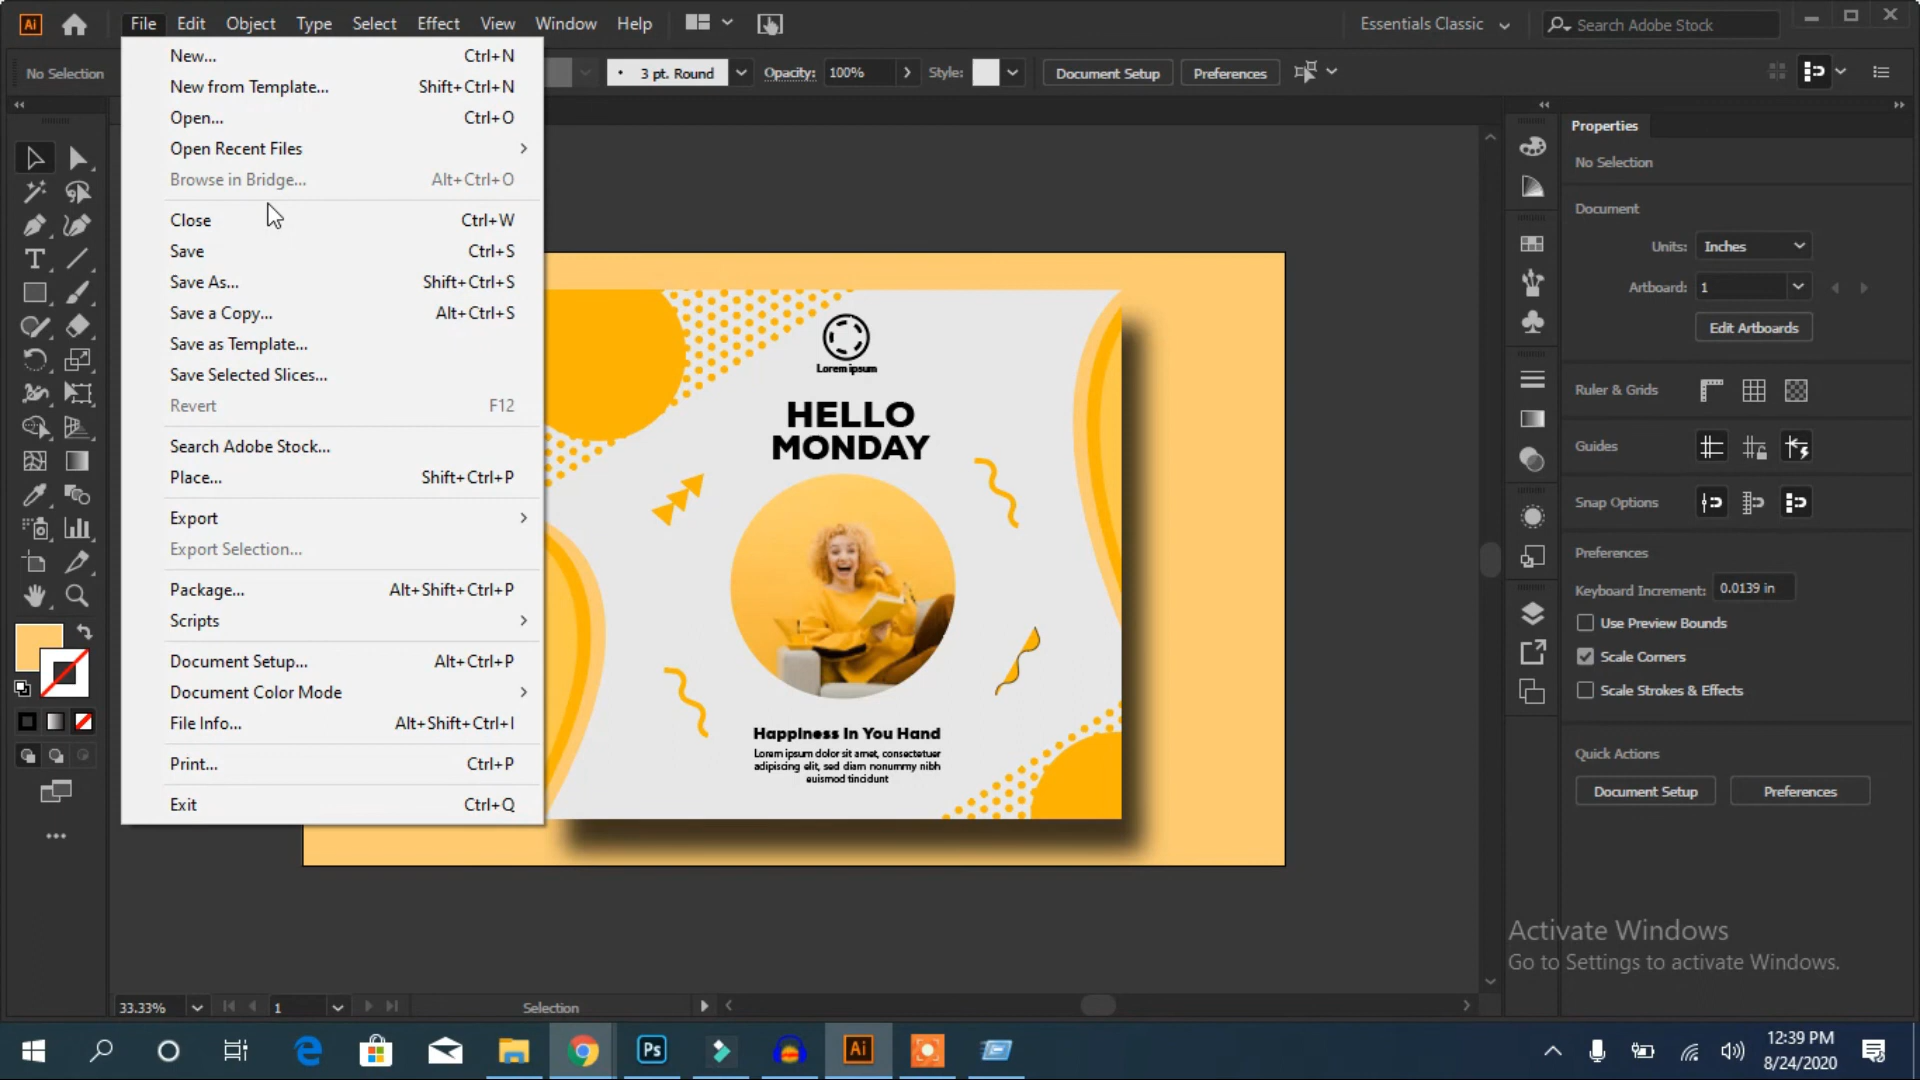 Ai File Edit Object Type Select Effect View Window Help Essentials Classic Search Adobe Stock
No Selection 3 pt. Round Opacity: 100% Style: Document Setup Preferences
New... Ctrl+N
New from Template... Shift+Ctrl+N
Open... Ctrl+O
Open Recent Files
Browse in Bridge... Alt+Ctrl+O
Close Ctrl+W
Save Ctrl+S
Save As... Shift+Ctrl+S
Save a Copy... Alt+Ctrl+S
Save as Template...
Save Selected Slices...
Revert F12
Search Adobe Stock...
Place... Shift+Ctrl+P
Export
Export Selection...
Package... Alt+Shift+Ctrl+P
Scripts
Document Setup... Alt+Ctrl+P
Document Color Mode
File Info... Alt+Shift+Ctrl+I
Print... Ctrl+P
Exit Ctrl+Q
Lorem ipsum
HELLO
MONDAY
Happiness In You Hand
Lorem ipsum dolor sit amet, consectetuer
adipiscing elit, sed diam nonummy nibh
euismod tincidunt
Properties
No Selection
Document
Units: Inches
Artboard: 1
Edit Artboards
Ruler & Grids
Guides
Snap Options
Preferences
Keyboard Increment: 0.0139 in
Use Preview Bounds
Scale Corners
Scale Strokes & Effects
Quick Actions
Document Setup Preferences
Activate Windows
Go to Settings to activate Windows.
33.33% 1 Selection
Ps Ai
12:39 PM
8/24/2020